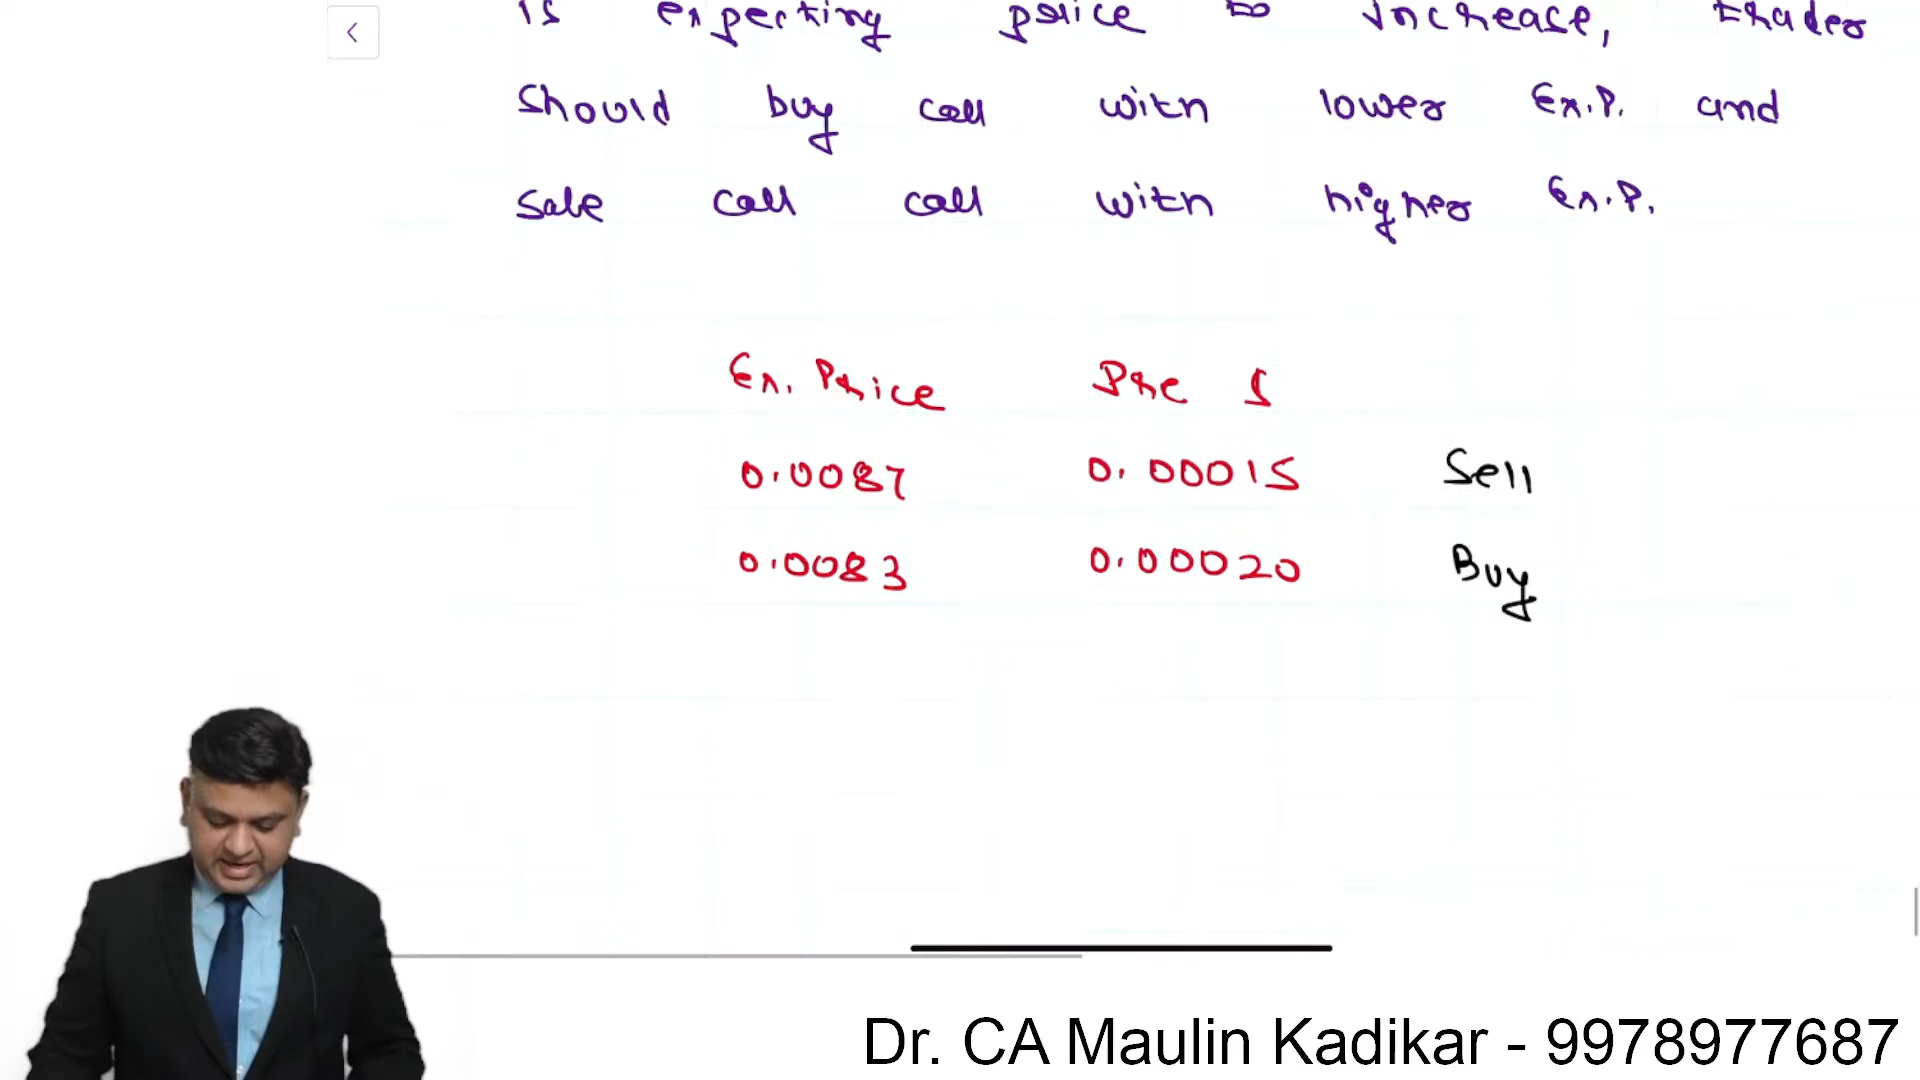 is expecting price to increase, trader
should buy call with lower Ex.P. and
sale call call with higher Ex.P.
Ex. Price Pre $
0.0087 0.00015 Sell
0.0083 0.00020 Buy
Dr. CA Maulin Kadikar - 9978977687